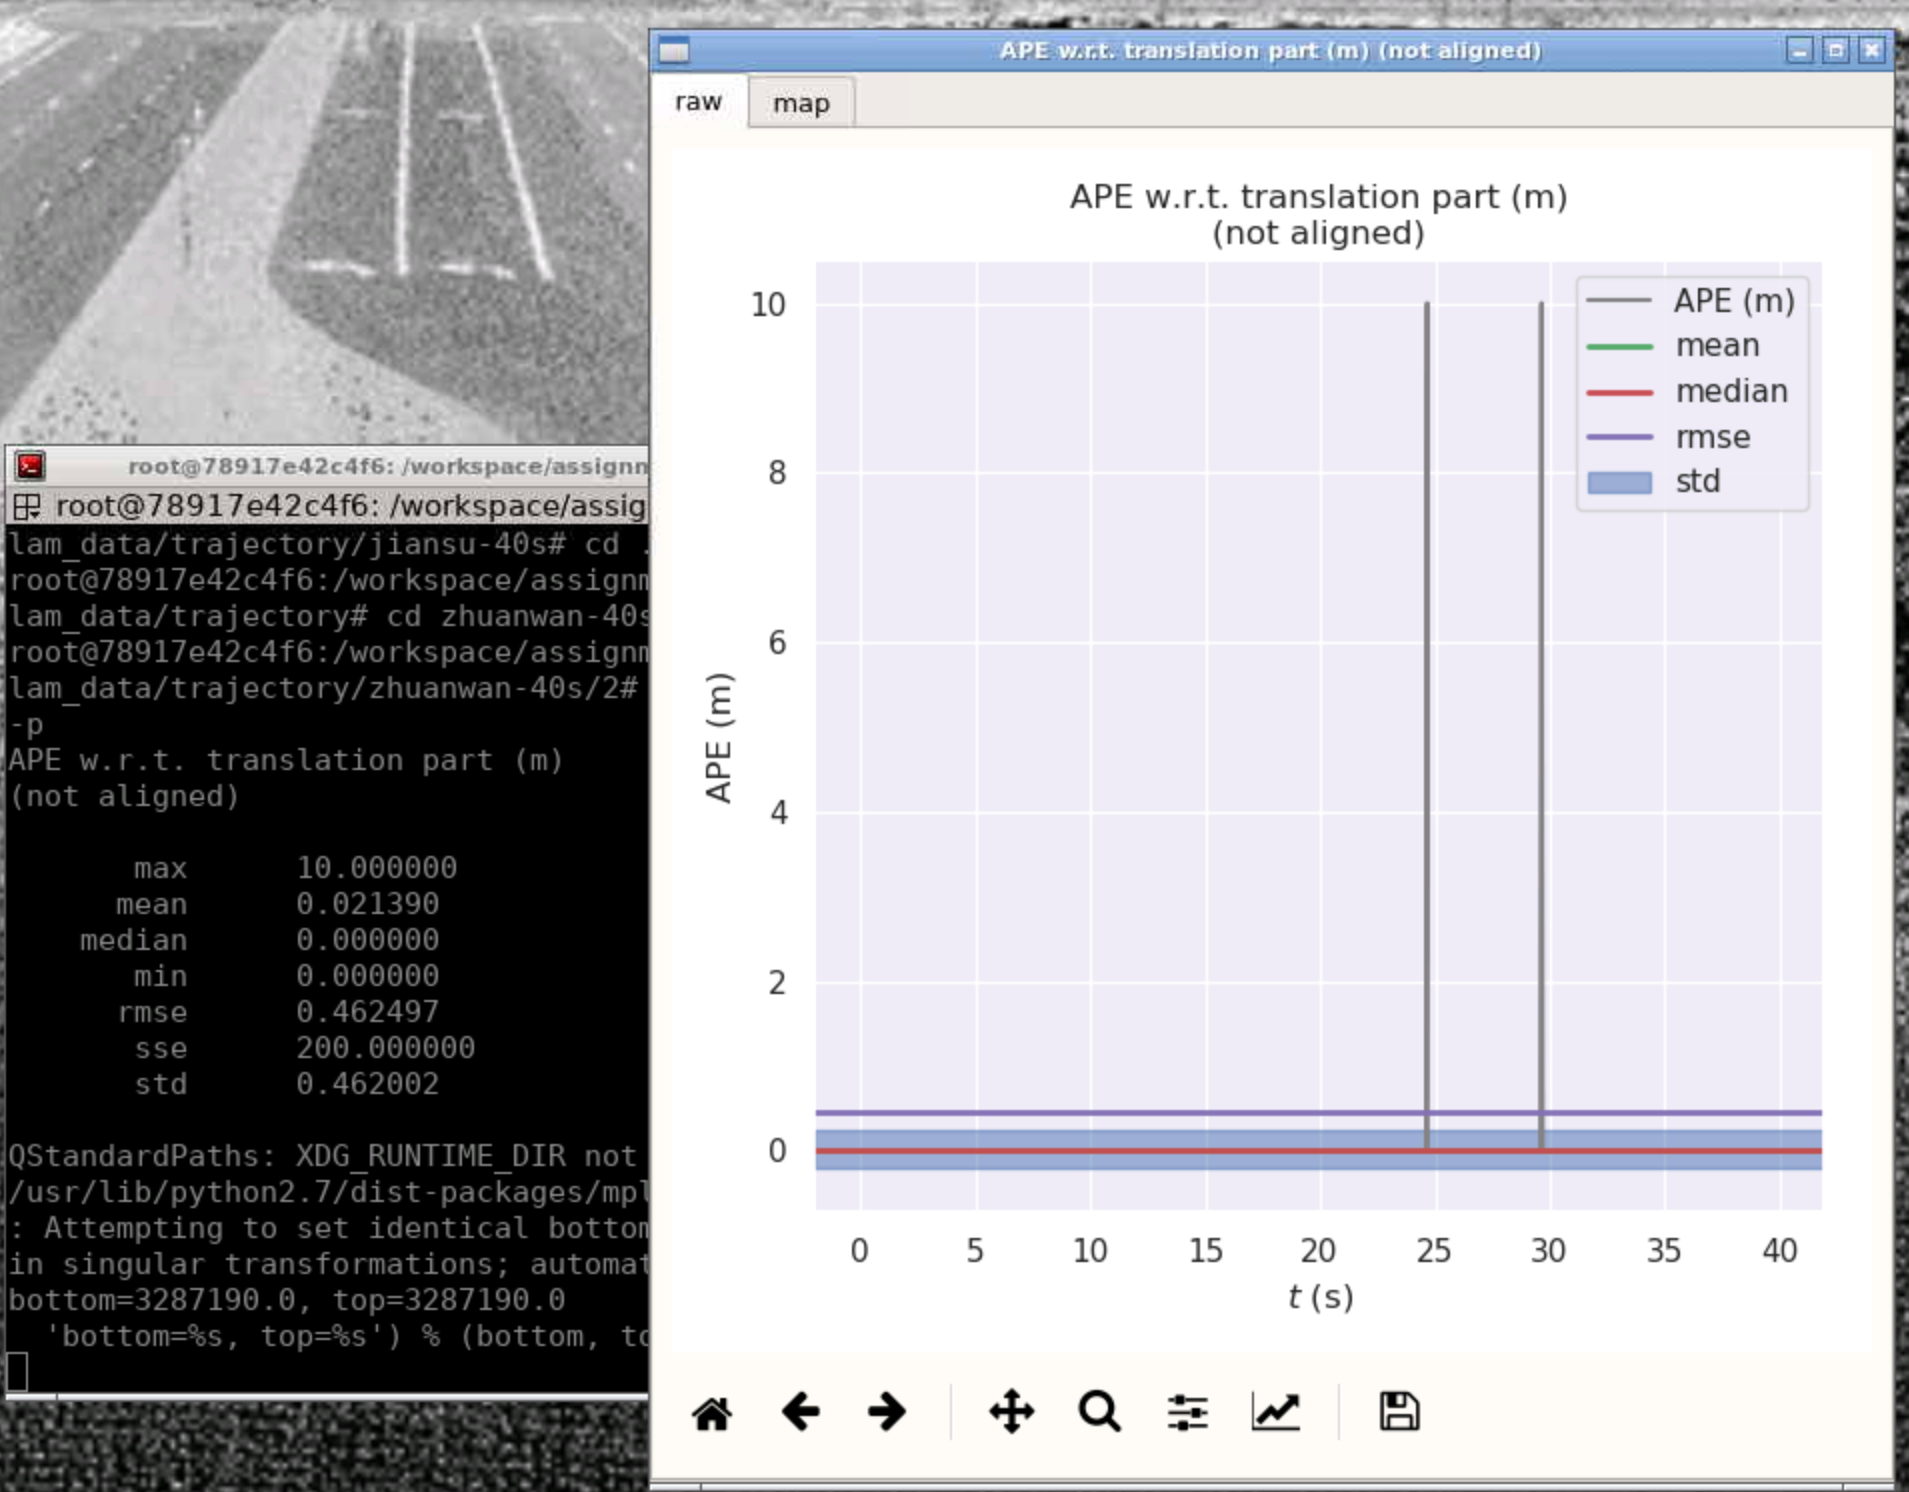 APE w.r.t. translation part (m) (not aligned)
raw
map
APE w.r.t. translation part (m)
(not aligned)
APE (m)
10
8
6
4
2
0
APE (m)
mean
median
rmse
std
0 5 10 15 20 25 30 35 40
t (s)
root@78917e42c4f6: /workspace/assignm
root@78917e42c4f6: /workspace/assig
lam_data/trajectory/jiansu-40s# cd .
root@78917e42c4f6:/workspace/assignm
lam_data/trajectory# cd zhuanwan-40s
root@78917e42c4f6:/workspace/assignm
lam_data/trajectory/zhuanwan-40s/2#
-p
APE w.r.t. translation part (m)
(not aligned)
max 10.000000
mean 0.021390
median 0.000000
min 0.000000
rmse 0.462497
sse 200.000000
std 0.462002
QStandardPaths: XDG_RUNTIME_DIR not
/usr/lib/python2.7/dist-packages/mpl
: Attempting to set identical bottom
in singular transformations; automat
bottom=3287190.0, top=3287190.0
'bottom=%s, top=%s') % (bottom, to